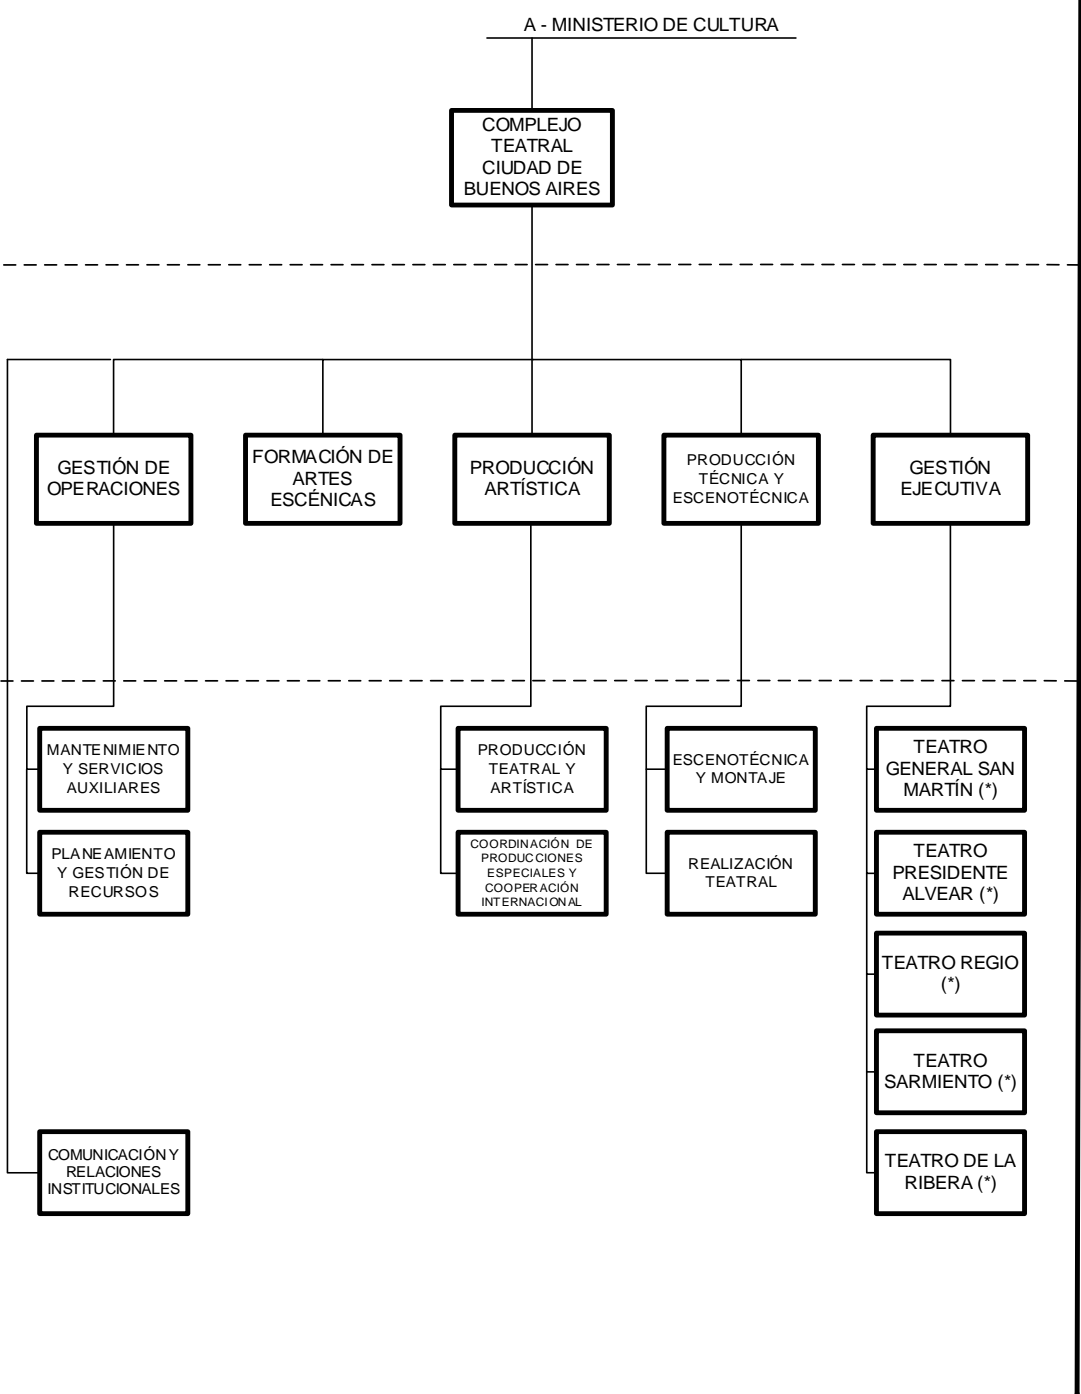 A - MINISTERIO DE CULTURA
COMPLEJO
TEATRAL
CIUDAD DE
BUENOS AIRES
GESTIÓN DE
OPERACIONES
FORMACIÓN DE
ARTES
ESCÉNICAS
PRODUCCIÓN
ARTÍSTICA
PRODUCCIÓN
TÉCNICA Y
ESCENOTÉCNICA
GESTIÓN
EJECUTIVA
MANTENIMIENTO
Y SERVICIOS
AUXILIARES
PRODUCCIÓN
TEATRAL Y
ARTÍSTICA
ESCENOTÉCNICA
Y MONTAJE
TEATRO
GENERAL SAN
MARTÍN (*)
PLANEAMIENTO
Y GESTIÓN DE
RECURSOS
COORDINACIÓN DE
PRODUCCIONES
ESPECIALES Y
COOPERACIÓN
INTERNACIONAL
REALIZACIÓN
TEATRAL
TEATRO
PRESIDENTE
ALVEAR (*)
TEATRO REGIO
(*)
TEATRO
SARMIENTO (*)
COMUNICACIÓN Y
RELACIONES
INSTITUCIONALES
TEATRO DE LA
RIBERA (*)